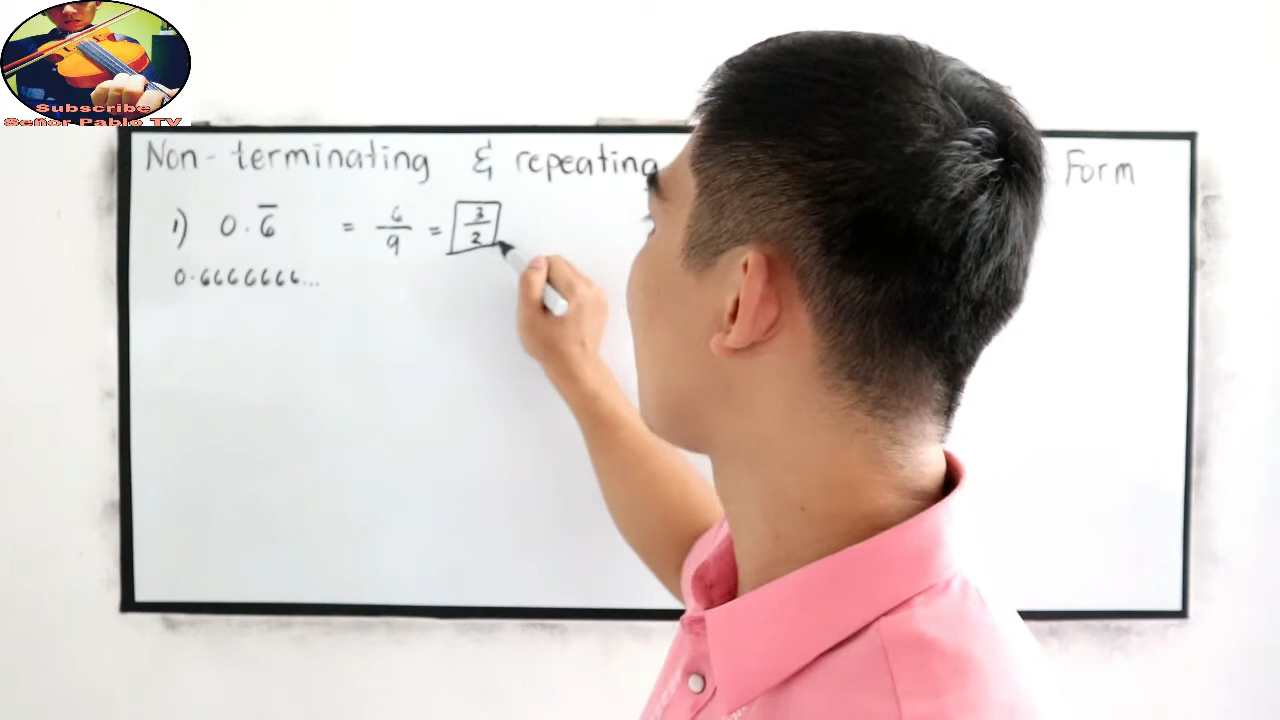 Subscribe
Señor Pablo TV
Non-terminating & repeating Form
1) 0.6̅ = 6/9 = 3/2
0.6666666...